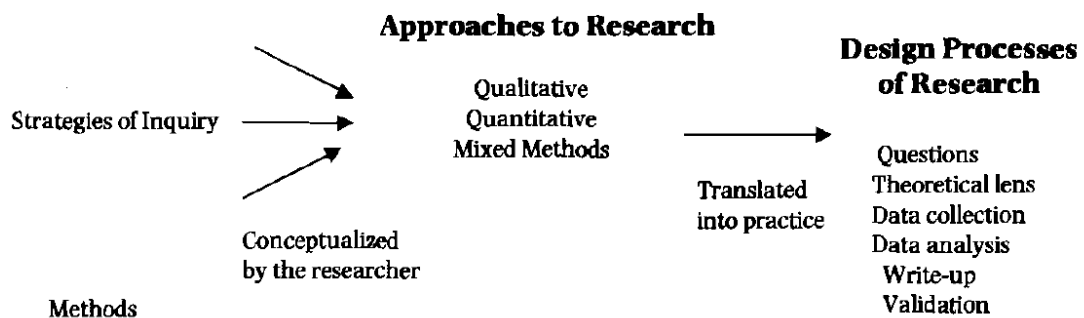 Approaches to Research
Design Processes
of Research
Qualitative
Quantitative
Mixed Methods
Strategies of Inquiry
Questions
Theoretical lens
Data collection
Data analysis
Write-up
Validation
Translated
into practice
Conceptualized
by the researcher
Methods